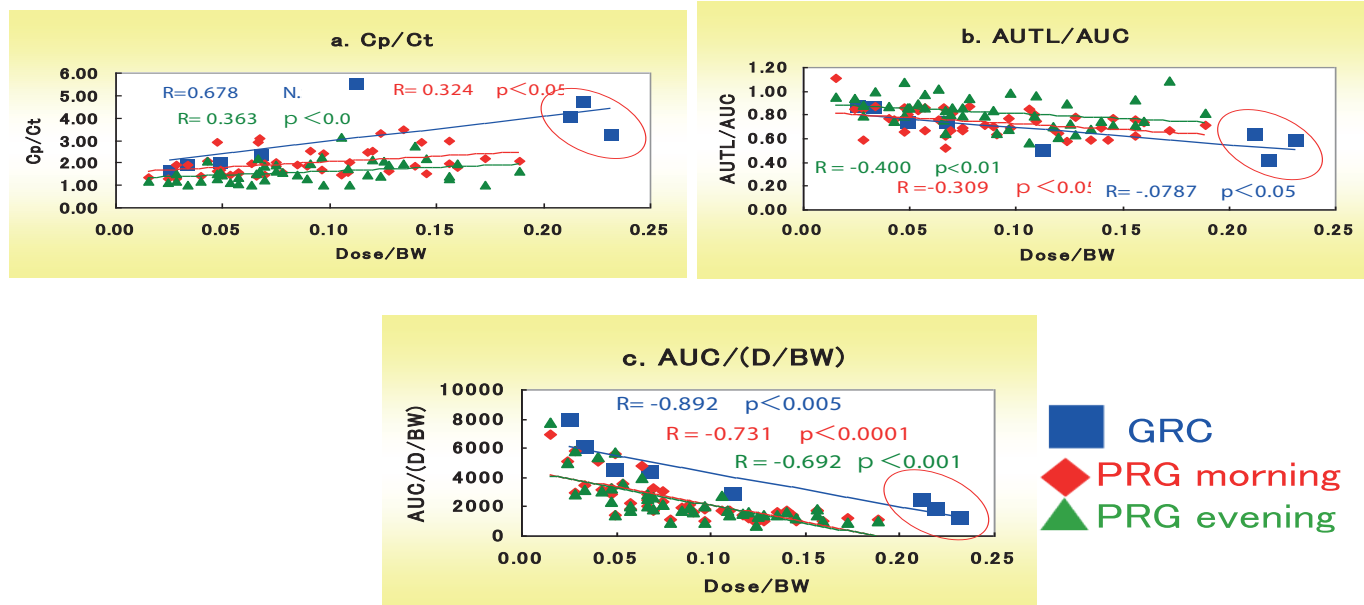 a. Cp/Ct
6.00
5.00
4.00
3.00
2.00
1.00
0.00
Cp/Ct
R=0.678 N.
R= 0.324 p<0.05
R= 0.363 p<0.0
0.00 0.05 0.10 0.15 0.20 0.25
Dose/BW
b. AUTL/AUC
1.20
1.00
0.80
0.60
0.40
0.20
0.00
AUTL/AUC
R= -0.400 p<0.01
R=-0.309 p<0.05
R=-.0787 p<0.05
0.00 0.05 0.10 0.15 0.20 0.25
Dose/BW
c. AUC/(D/BW)
10000
8000
6000
4000
2000
0
AUC/(D/BW)
R= -0.892 p<0.005
R = -0.731 p<0.0001
R = -0.692 p<0.001
0.00 0.05 0.10 0.15 0.20 0.25
Dose/BW
GRC
PRG morning
PRG evening